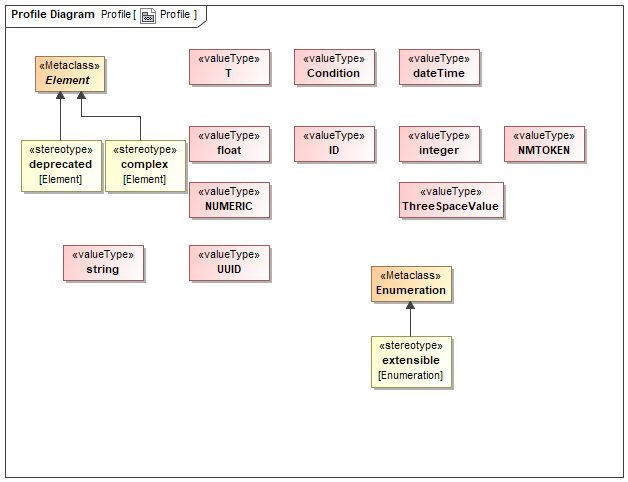 Profile Diagram Profile [ Profile ]
«Metaclass»
Element
«valueType»
T
«valueType»
Condition
«valueType»
dateTime
«stereotype»
deprecated
[Element]
«stereotype»
complex
[Element]
«valueType»
float
«valueType»
ID
«valueType»
integer
«valueType»
NMTOKEN
«valueType»
NUMERIC
«valueType»
ThreeSpaceValue
«valueType»
string
«valueType»
UUID
«Metaclass»
Enumeration
«stereotype»
extensible
[Enumeration]